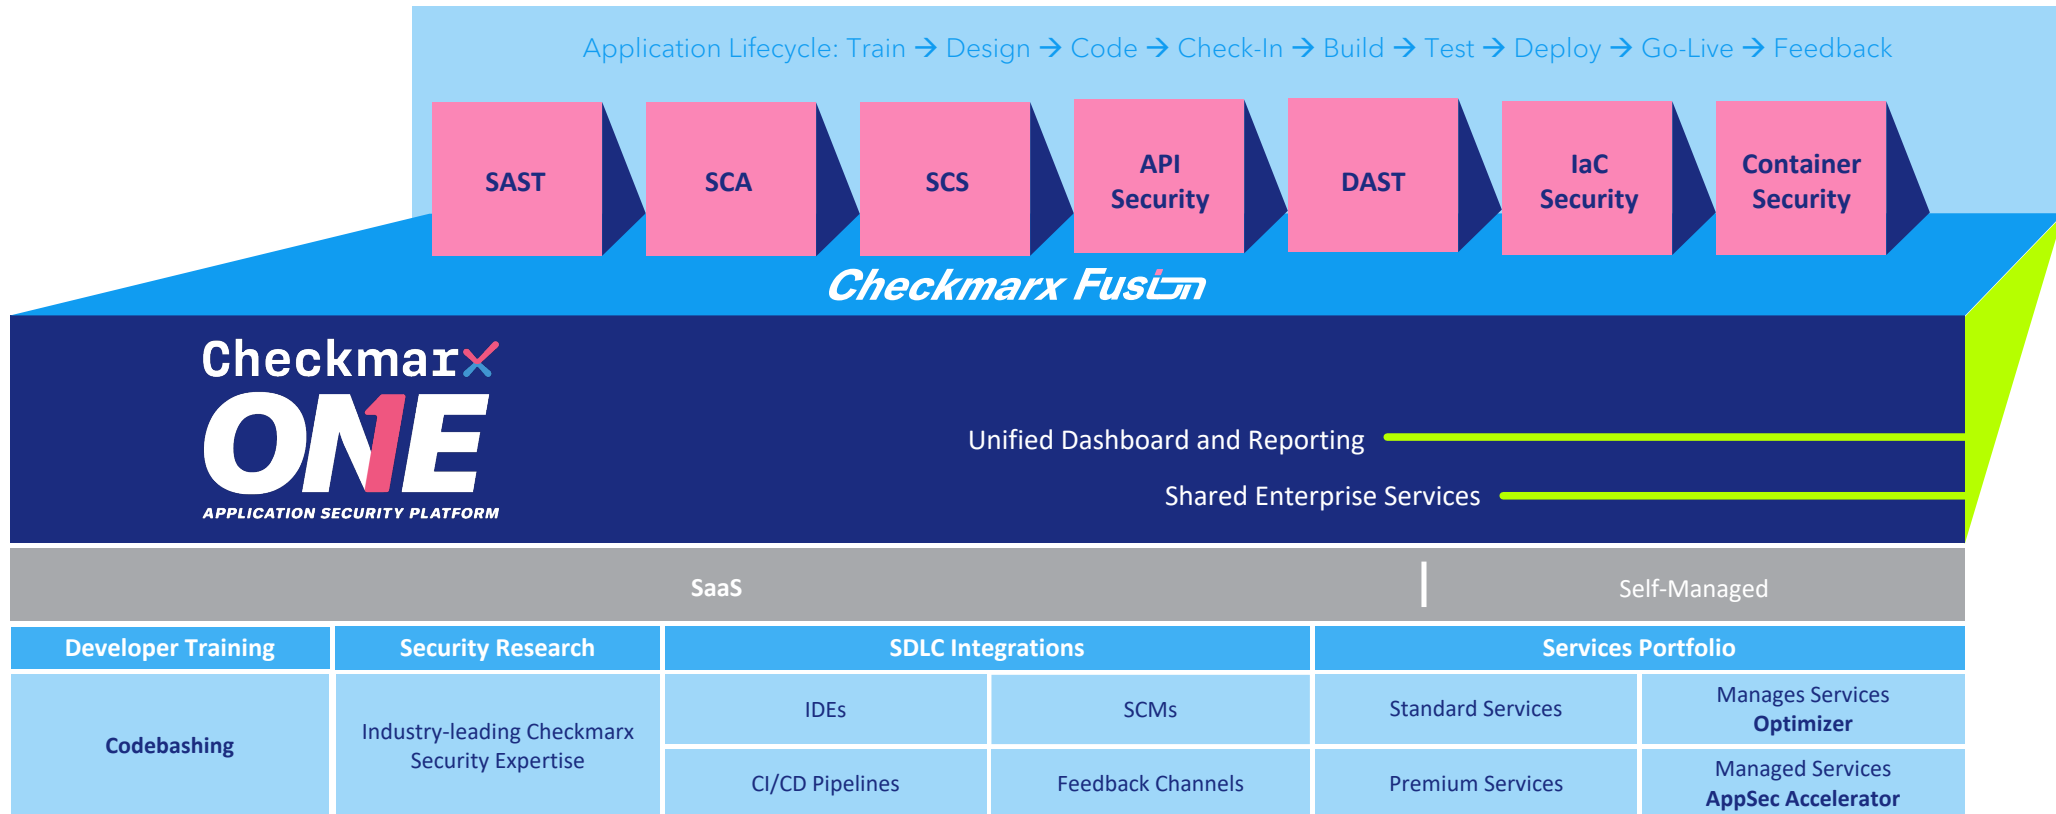 Application Lifecycle: Train → Design → Code → Check-In → Build → Test → Deploy → Go-Live → Feedback
SAST
SCA
SCS
API
Security
DAST
IaC
Security
Container
Security
Checkmarx Fusion
Checkmarx
ONE
APPLICATION SECURITY PLATFORM
Unified Dashboard and Reporting
Shared Enterprise Services
SaaS
Self-Managed
Developer Training
Security Research
SDLC Integrations
Services Portfolio
Codebashing
Industry-leading Checkmarx
Security Expertise
IDEs
SCMs
CI/CD Pipelines
Feedback Channels
Standard Services
Manages Services
Optimizer
Premium Services
Managed Services
AppSec Accelerator